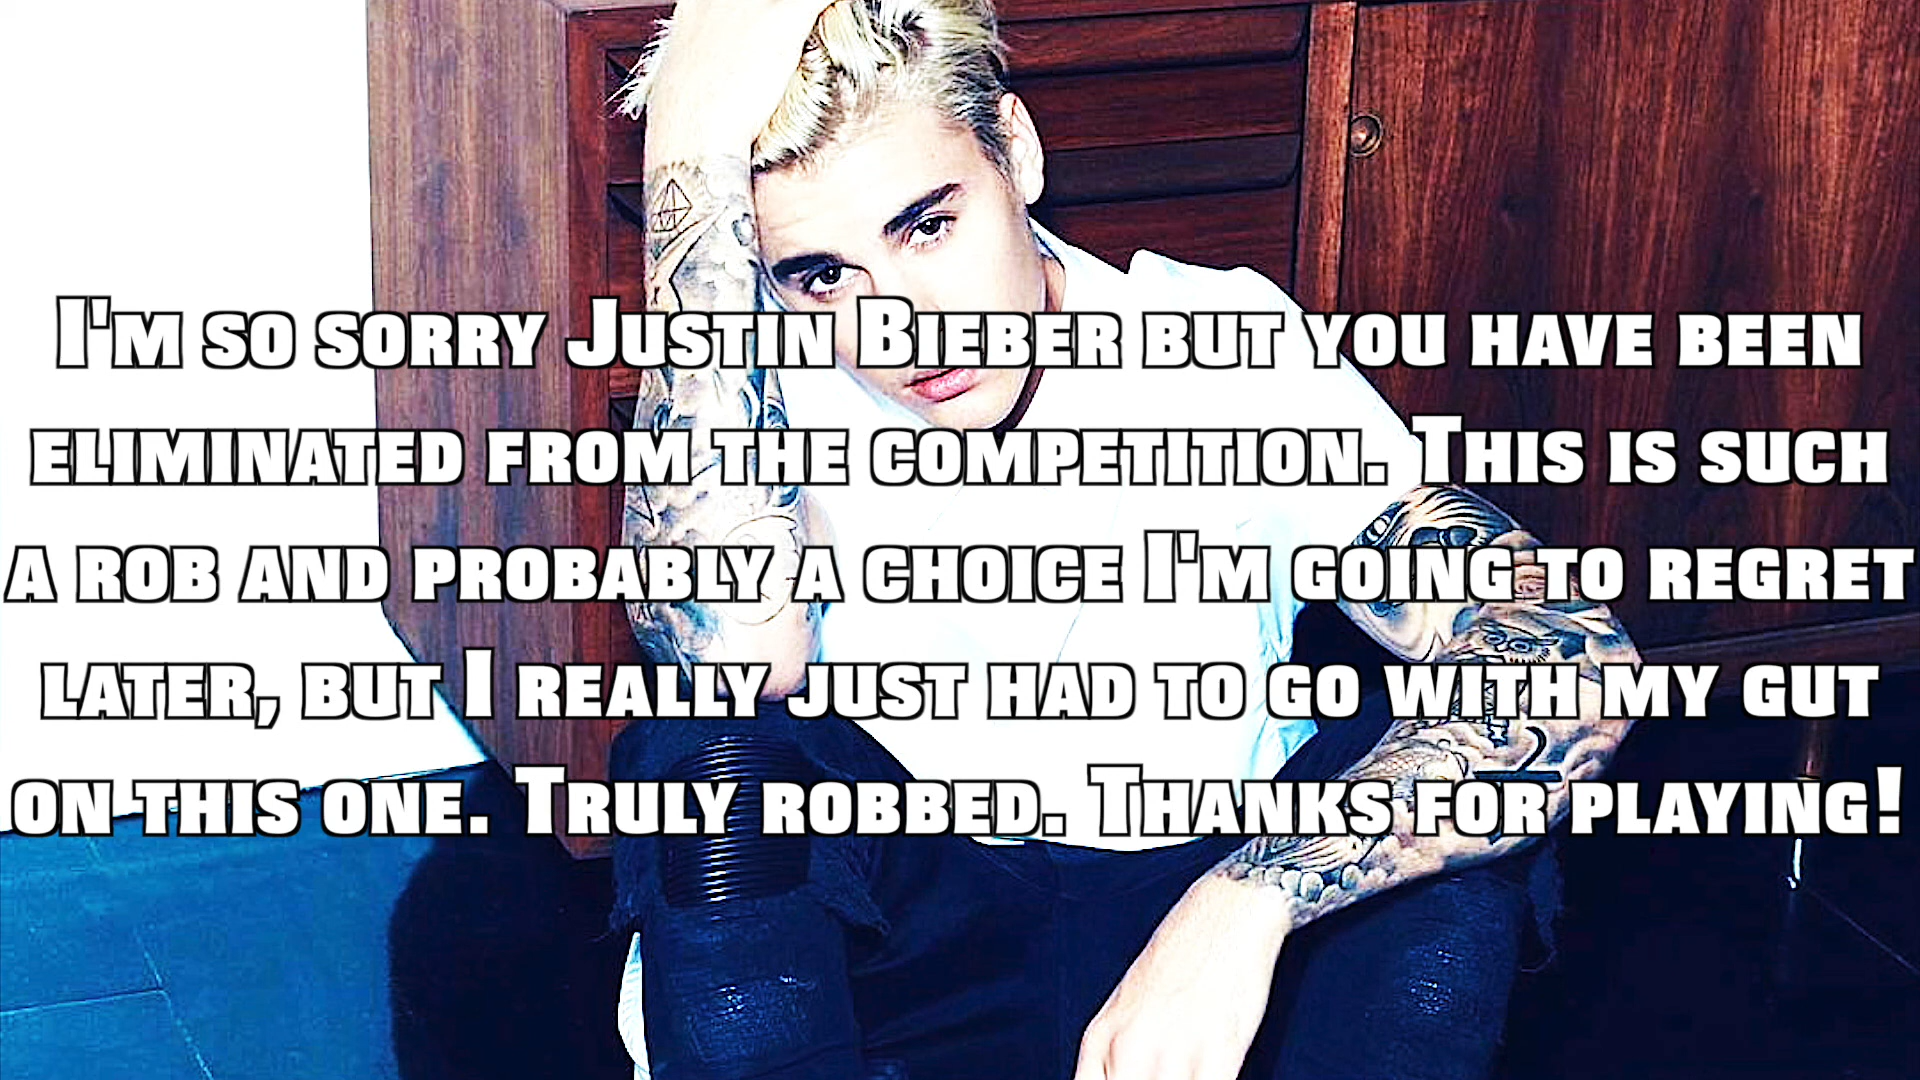 I'm so sorry Justin Bieber but you have been
eliminated from the competition. This is such
a rob and probably a choice I'm going to regret
later, but I really just had to go with my gut
on this one. Truly robbed. Thanks for playing!